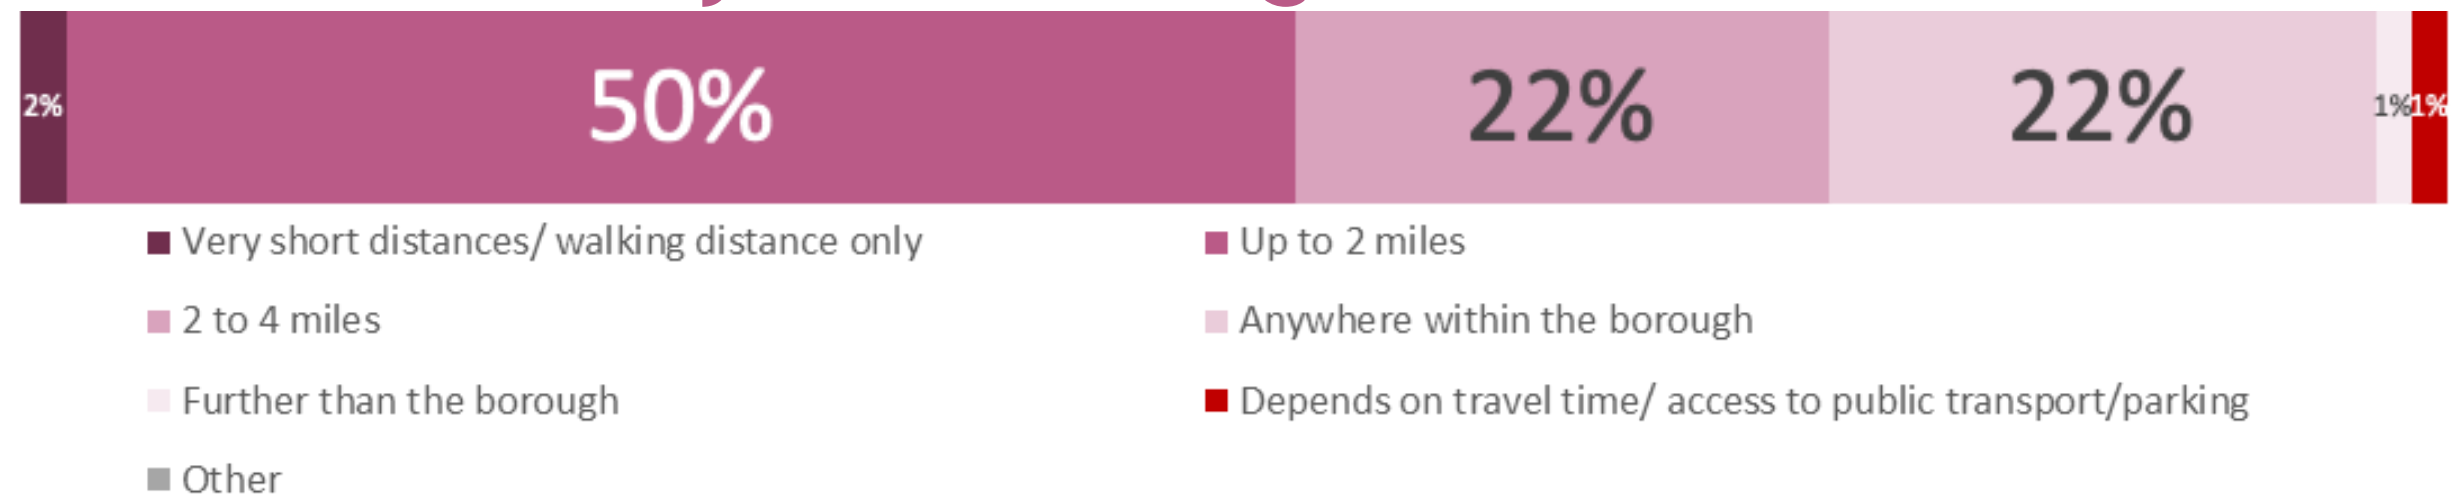 2% 50% 22% 22% 1% 1%
Very short distances/ walking distance only Up to 2 miles
2 to 4 miles Anywhere within the borough
Further than the borough Depends on travel time/ access to public transport/parking
Other